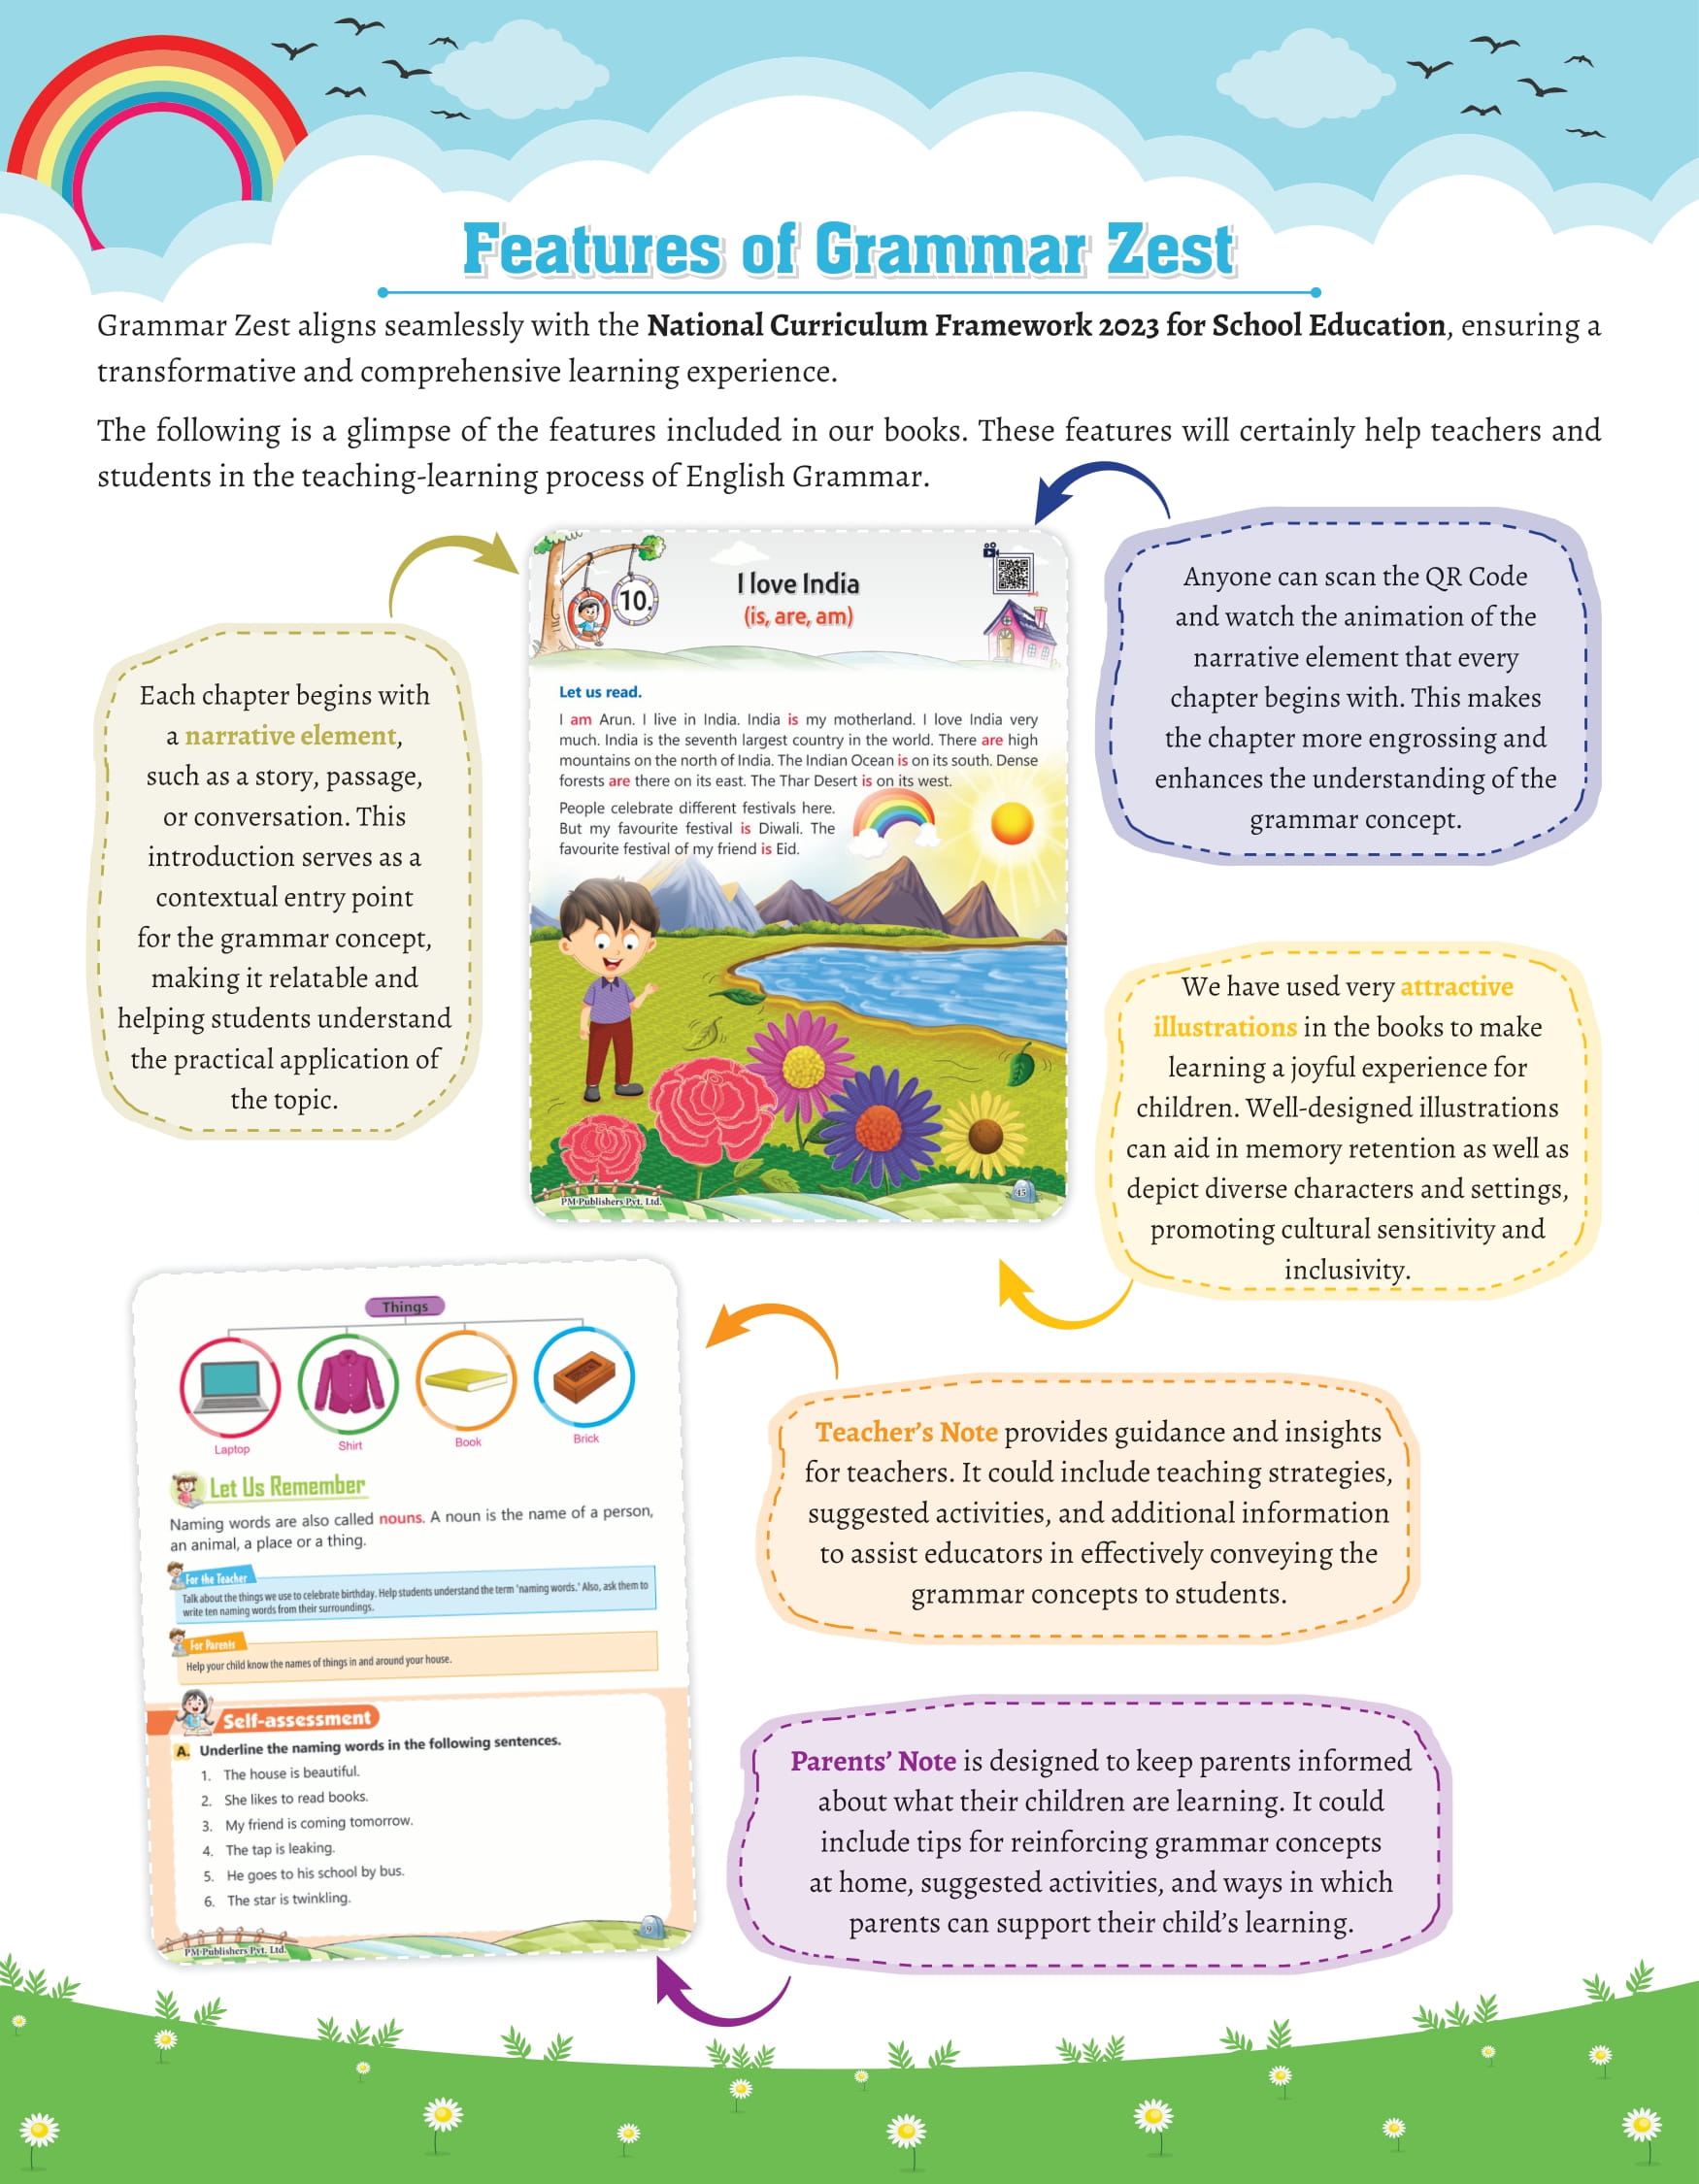 Features of Grammar Zest
Grammar Zest aligns seamlessly with the National Curriculum Framework 2023 for School Education, ensuring a
transformative and comprehensive learning experience.
The following is a glimpse of the features included in our books. These features will certainly help teachers and
students in the teaching-learning process of English Grammar.
Each chapter begins with
a narrative element,
such as a story, passage,
or conversation. This
introduction serves as a
contextual entry point
for the grammar concept,
making it relatable and
helping students understand
the practical application of
the topic.
10.
I love India
(is, are, am)
Let us read.
I am Arun. I live in India. India is my motherland. I love India very
much. India is the seventh largest country in the world. There are high
mountains on the north of India. The Indian Ocean is on its south. Dense
forests are there on its east. The Thar Desert is on its west.
People celebrate different festivals here.
But my favourite festival is Diwali. The
favourite festival of my friend is Eid.
PM Publishers Pvt. Ltd.
45
Anyone can scan the QR Code
and watch the animation of the
narrative element that every
chapter begins with. This makes
the chapter more engrossing and
enhances the understanding of the
grammar concept.
We have used very attractive
illustrations in the books to make
learning a joyful experience for
children. Well-designed illustrations
can aid in memory retention as well as
depict diverse characters and settings,
promoting cultural sensitivity and
inclusivity.
Things
Laptop
Shirt
Book
Brick
Let Us Remember
Naming words are also called nouns. A noun is the name of a person,
an animal, a place or a thing.
For the Teacher
Talk about the things we use to celebrate birthday. Help students understand the term 'naming words.' Also, ask them to
write ten naming words from their surroundings.
For Parents
Help your child know the names of things in and around your house.
Self-assessment
A. Underline the naming words in the following sentences.
1. The house is beautiful.
2. She likes to read books.
3. My friend is coming tomorrow.
4. The tap is leaking.
5. He goes to his school by bus.
6. The star is twinkling.
PM Publishers Pvt. Ltd.
9
Teacher's Note provides guidance and insights
for teachers. It could include teaching strategies,
suggested activities, and additional information
to assist educators in effectively conveying the
grammar concepts to students.
Parents' Note is designed to keep parents informed
about what their children are learning. It could
include tips for reinforcing grammar concepts
at home, suggested activities, and ways in which
parents can support their child's learning.